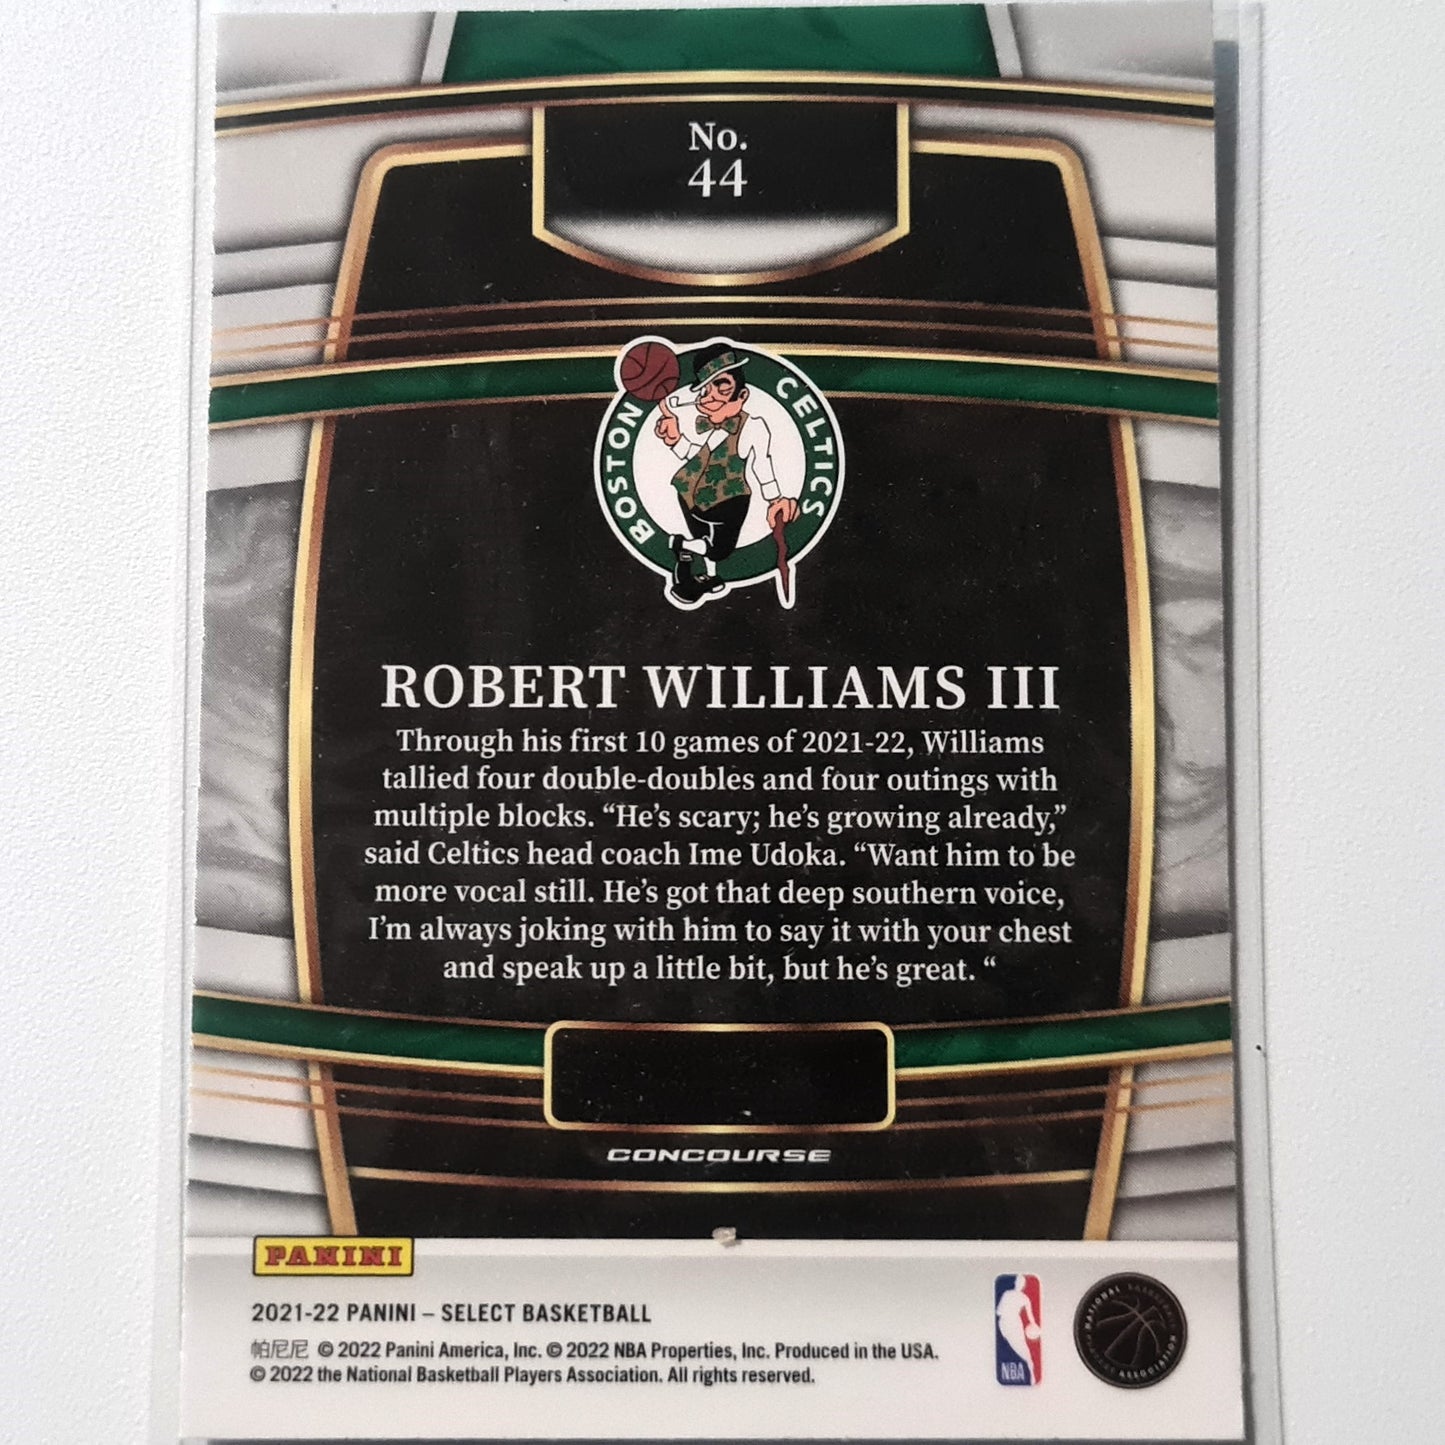 No.
44
BOSTON CELTICS
ROBERT WILLIAMS III
Through his first 10 games of 2021-22, Williams
tallied four double-doubles and four outings with
multiple blocks. “He’s scary; he’s growing already,”
said Celtics head coach Ime Udoka. “Want him to be
more vocal still. He’s got that deep southern voice,
I’m always joking with him to say it with your chest
and speak up a little bit, but he’s great. “
CONCOURSE
PANINI
2021-22 PANINI – SELECT BASKETBALL
帕尼尼 © 2022 Panini America, Inc. © 2022 NBA Properties, Inc. Produced in the USA.
© 2022 the National Basketball Players Association. All rights reserved.
NBA
NATIONAL BASKETBALL
PLAYERS ASSOCIATION